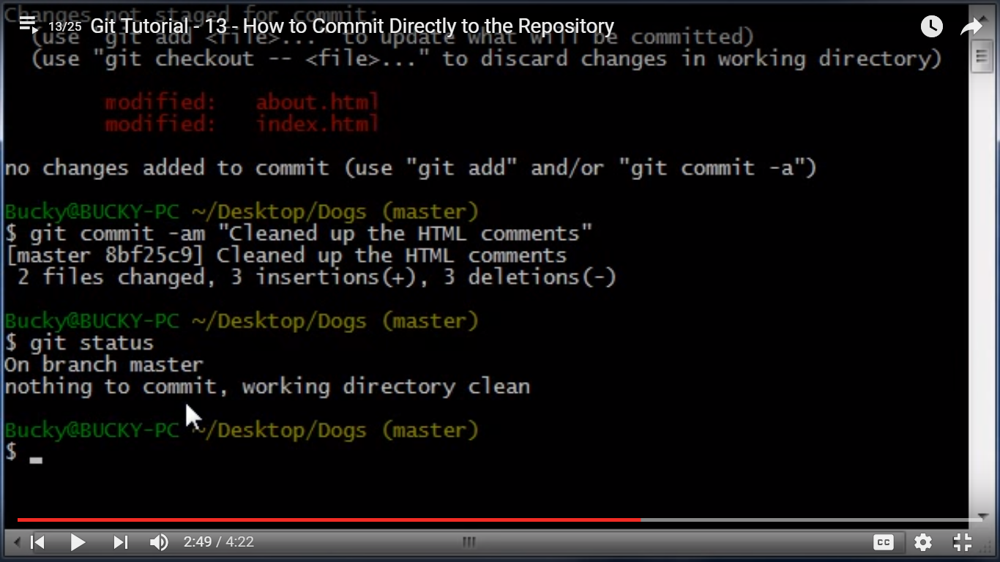 Changes not staged for commit:
13/25 Git Tutorial - 13 - How to Commit Directly to the Repository
(use "git add <file>..." to update what will be committed)
(use "git checkout -- <file>..." to discard changes in working directory)
modified: about.html
modified: index.html
no changes added to commit (use "git add" and/or "git commit -a")
Bucky@BUCKY-PC ~/Desktop/Dogs (master)
$ git commit -am "Cleaned up the HTML comments"
[master 8bf25c9] Cleaned up the HTML comments
2 files changed, 3 insertions(+), 3 deletions(-)
Bucky@BUCKY-PC ~/Desktop/Dogs (master)
$ git status
On branch master
nothing to commit, working directory clean
Bucky@BUCKY-PC ~/Desktop/Dogs (master)
$
2:49 / 4:22
CC